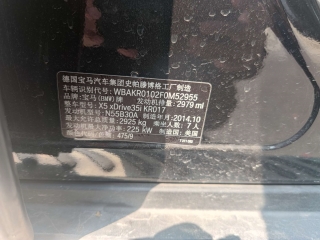 德国宝马汽车集团史帕滕博格工厂制造
车辆识别代号: WBAKR0102F0M52955
品牌: 宝马(BMW)牌 发动机排量: 2979 ml
整车型号: X5 xDrive35i KR017
发动机型号: N55B30A 制造年月: 2014,10
最大允许总质量: 2925 kg 乘坐人数: 7人
发动机最大净功率: 225 kW 制造国: 美国
475/9